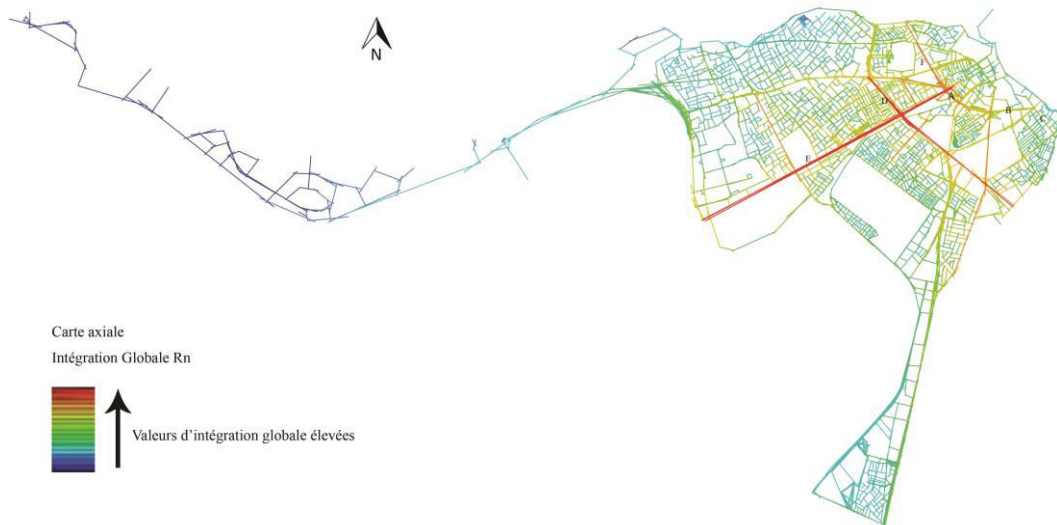 N
F
A
D
B
C
E
Carte axiale
Intégration Globale Rn
Valeurs d’intégration globale élevées